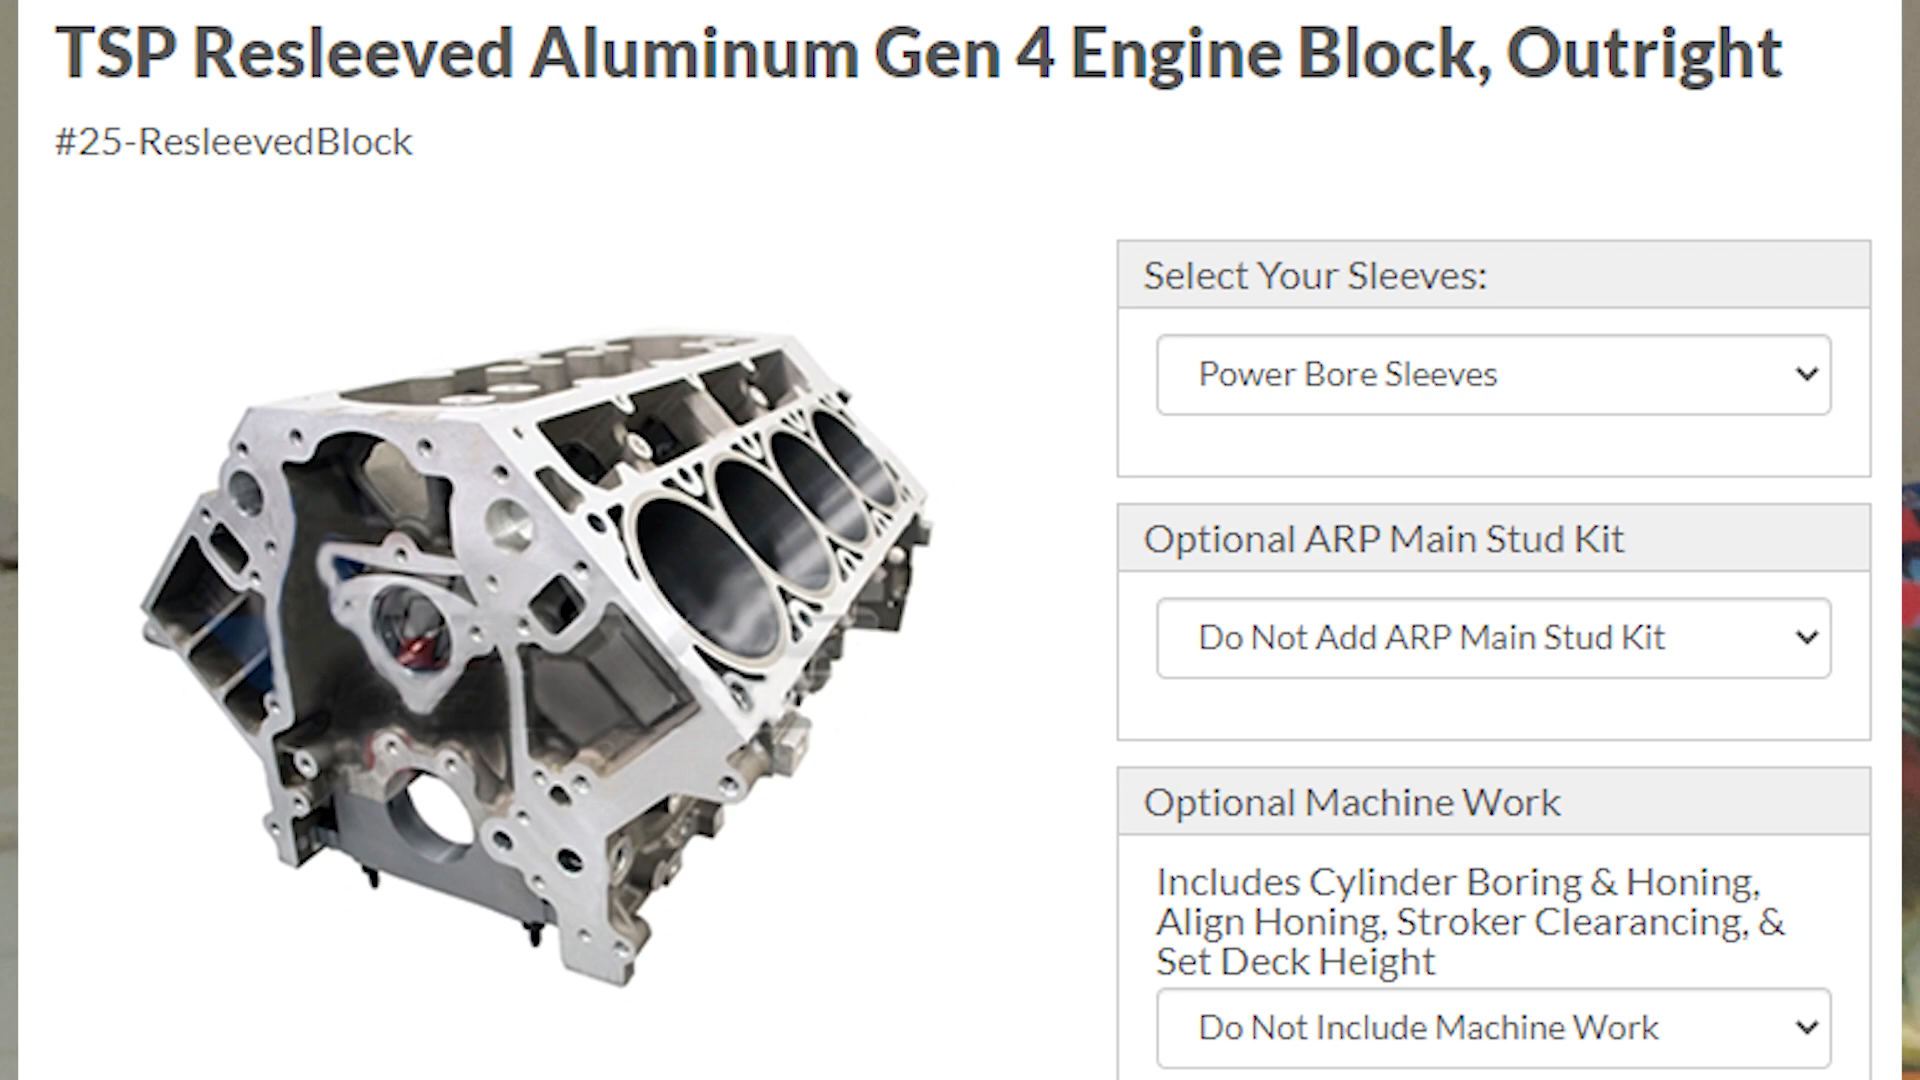 TSP Resleeved Aluminum Gen 4 Engine Block, Outright
#25-ResleevedBlock
Select Your Sleeves:
Power Bore Sleeves
Optional ARP Main Stud Kit
Do Not Add ARP Main Stud Kit
Optional Machine Work
Includes Cylinder Boring & Honing,
Align Honing, Stroker Clearancing, &
Set Deck Height
Do Not Include Machine Work